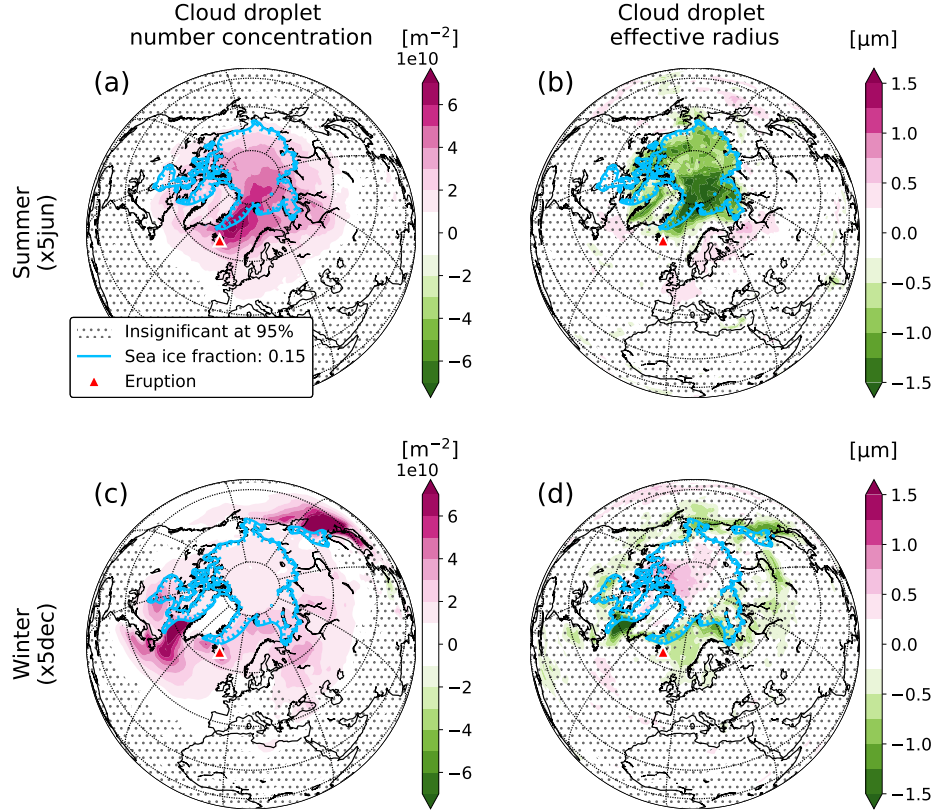 Cloud droplet
number concentration
Cloud droplet
effective radius
[m⁻²]
1e10
[µm]
(a)
(b)
6
4
2
0
−2
−4
−6
1.5
1.0
0.5
0.0
−0.5
−1.0
−1.5
Summer
(x5jun)
Insignificant at 95%
Sea ice fraction: 0.15
Eruption
[m⁻²]
1e10
[µm]
(c)
(d)
6
4
2
0
−2
−4
−6
1.5
1.0
0.5
0.0
−0.5
−1.0
−1.5
Winter
(x5dec)